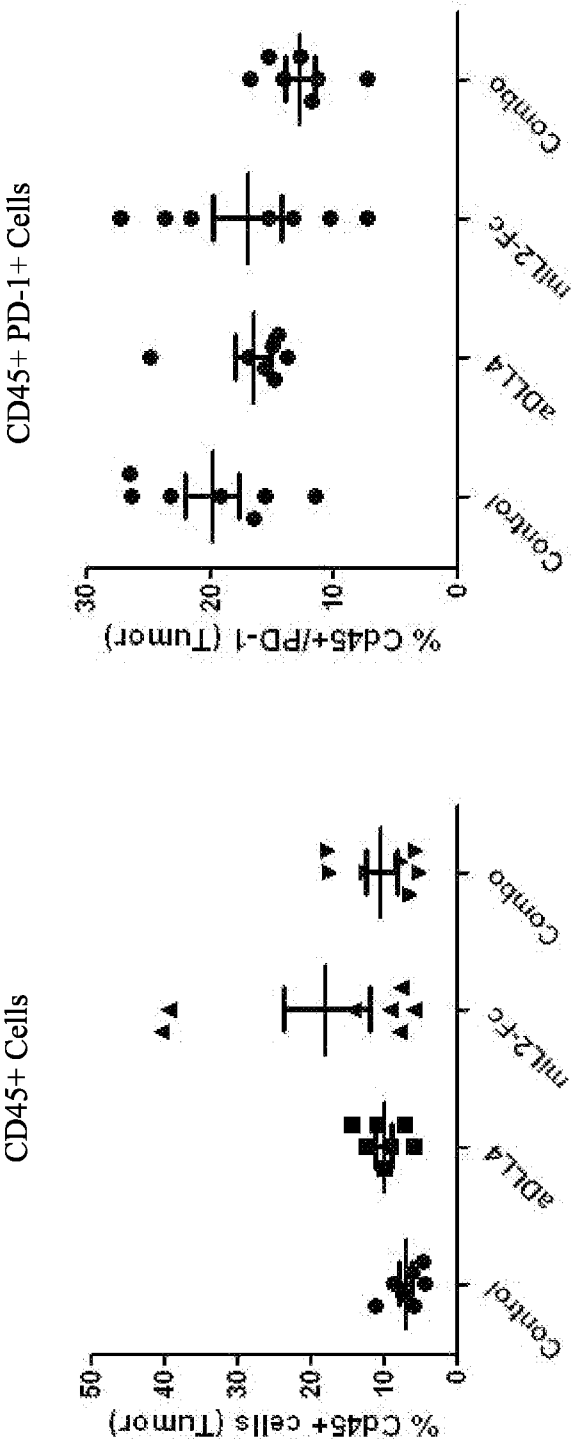 CD45+ Cells
% Cd45+ cells (Tumor)
50
40
30
20
10
0
Control
aDLL4
mIL2-Fc
Combo
CD45+ PD-1+ Cells
% Cd45+/PD-1 (Tumor)
30
20
10
0
Control
aDLL4
mIL2-Fc
Combo